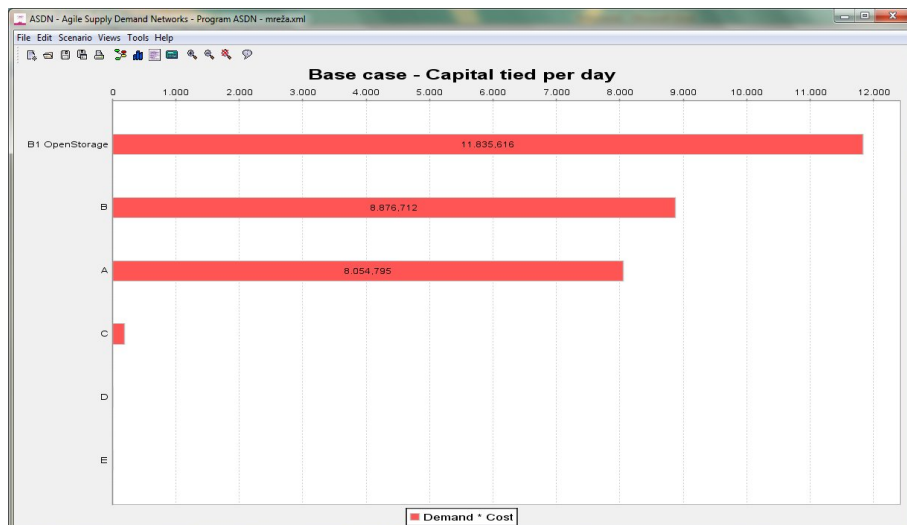 ASDN - Agile Supply Demand Networks - Program ASDN - mreža.xml
File Edit Scenario Views Tools Help
Base case - Capital tied per day
0 1.000 2.000 3.000 4.000 5.000 6.000 7.000 8.000 9.000 10.000 11.000 12.000
B1 OpenStorage 11.835,616
B 8.876,712
A 8.054,795
C
D
E
Demand * Cost